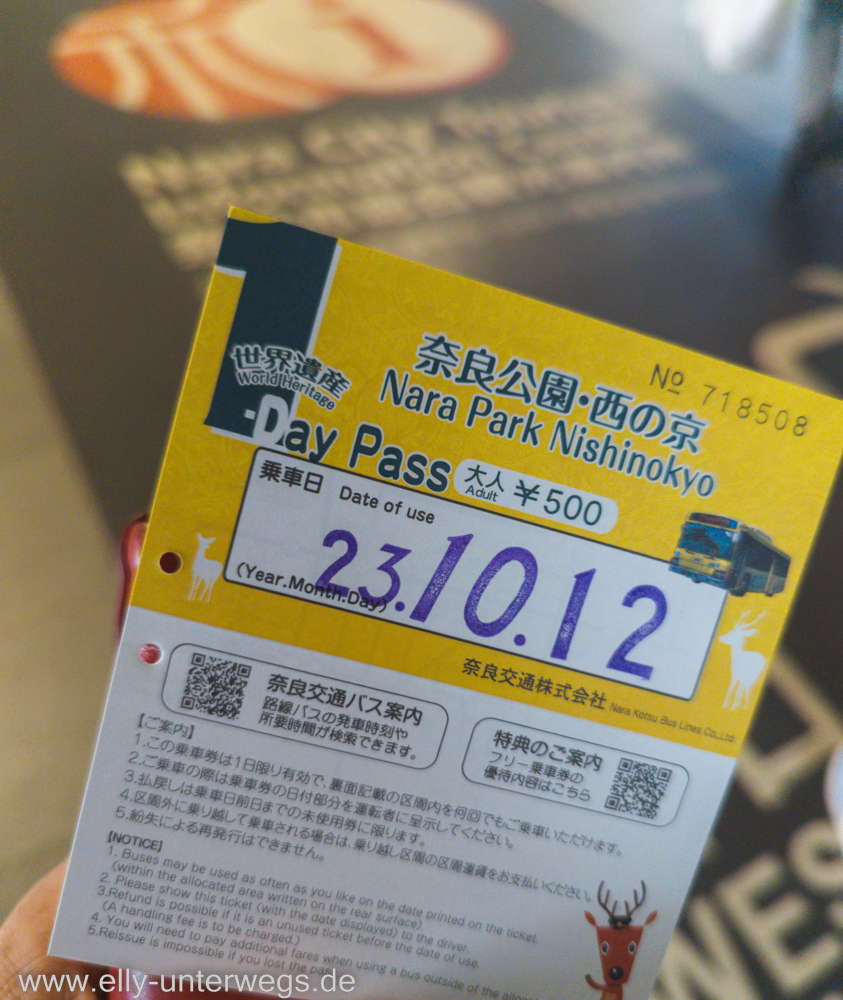 Nara City Tourist
Information Center
1
世界遺産
World Heritage
-Day Pass
奈良公園・西の京
Nara Park Nishinokyo
№ 718508
大人
Adult
¥500
乗車日 Date of use
23.10.12
(Year.Month.Day)
奈良交通株式会社 Nara Kotsu Bus Lines Co.,Ltd.
奈良交通バス案内
路線バスの発車時刻や
所要時間が検索できます。
特典のご案内
フリー乗車券の
優待内容はこちら
【ご案内】
1.この乗車券は1日限り有効で、裏面記載の区間内を何回でもご乗車いただけます。
2.ご乗車の際は乗車券の日付部分を運転者に呈示してください。
3.払戻しは乗車日前日までの未使用券に限ります。
4.区間外に乗り越して乗車される場合は、乗り越し区間の区間運賃をお支払いください。
5.紛失による再発行はできません。
【NOTICE】
1. Buses may be used as often as you like on the date printed on the ticket.
(within the allocated area written on the rear surface)
2. Please show this ticket (with the date displayed) to the driver.
3.Refund is possible if it is an unused ticket before the date of use.
(A handling fee is to be charged.)
4. You will need to pay additional fares when using a bus outside of the
5.Reissue is impossible if you lost the
www.elly-unterwegs.de